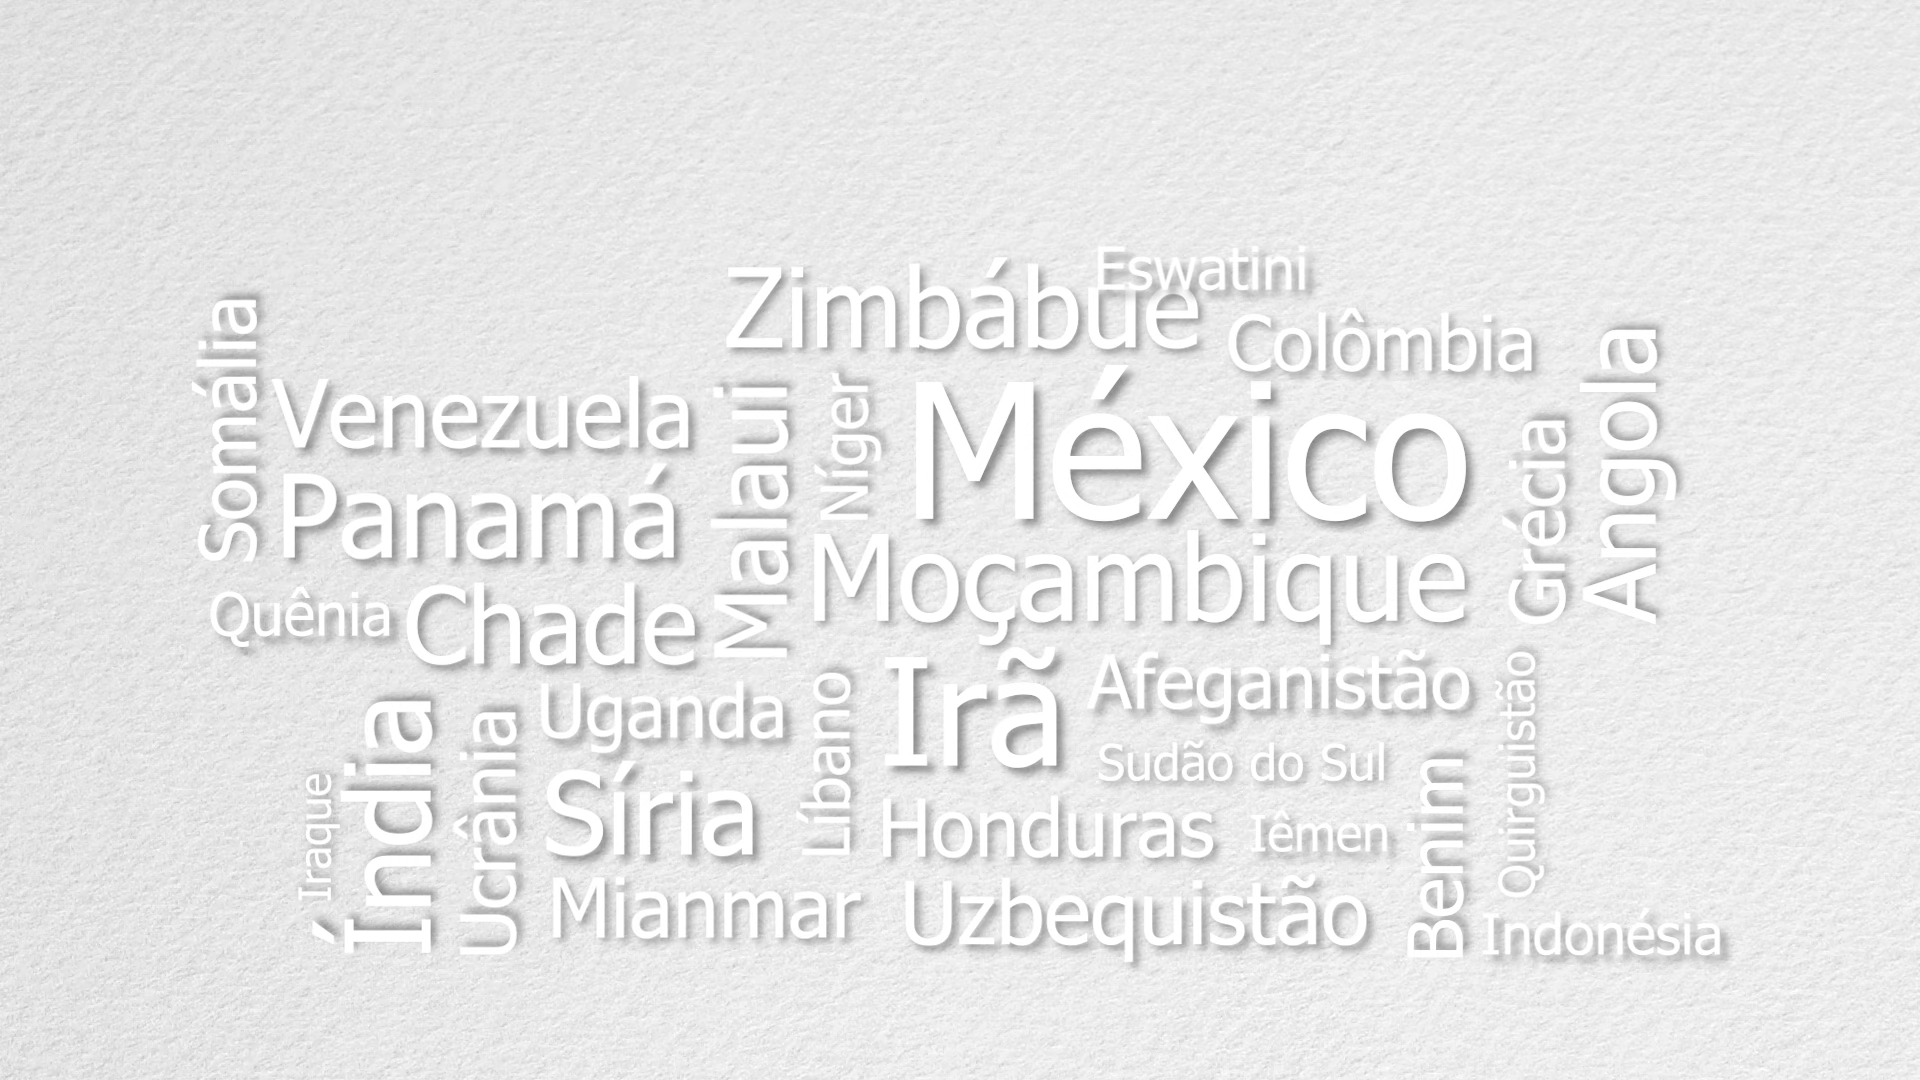 Eswatini
Zimbábue
Colômbia
Somália
Venezuela
Malaui
Níger
México
Grécia
Angola
Panamá
Moçambique
Quênia
Chade
Irã
Afeganistão
Quirguistão
Uganda
Líbano
Sudão do Sul
Iraque
Índia
Ucrânia
Síria
Honduras
Iêmen
Benim
Mianmar
Uzbequistão
Indonésia